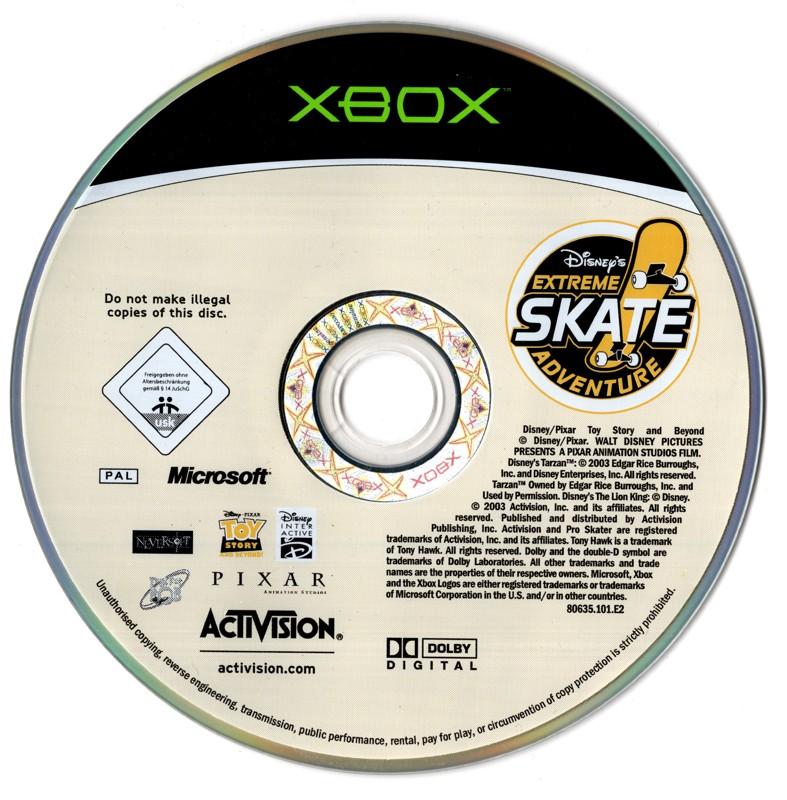 XBOX™
Disney's
EXTREME
SKATE
ADVENTURE
Do not make illegal
copies of this disc.
Freigegeben ohne
Altersbeschränkung
gemäß § 14 JuSchG
usk
PAL
Microsoft®
XBOX
XBOX
Disney/Pixar Toy Story and Beyond
© Disney/Pixar. WALT DISNEY PICTURES
PRESENTS A PIXAR ANIMATION STUDIOS FILM.
Disney's Tarzan™: © 2003 Edgar Rice Burroughs,
Inc. and Disney Enterprises, Inc. All rights reserved.
Tarzan™ Owned by Edgar Rice Burroughs, Inc. and
Used by Permission. Disney's The Lion King: © Disney.
© 2003 Activision, Inc. and its affiliates. All rights
reserved. Published and distributed by Activision
Publishing, Inc. Activision and Pro Skater are registered
trademarks of Activision, Inc. and its affiliates. Tony Hawk is a trademark
of Tony Hawk. All rights reserved. Dolby and the double-D symbol are
trademarks of Dolby Laboratories. All other trademarks and trade
names are the properties of their respective owners. Microsoft, Xbox
and the Xbox Logos are either registered trademarks or trademarks
of Microsoft Corporation in the U.S. and/or in other countries.
80635.101.E2
NEVERSOFT
Disney·PIXAR
TOY
STORY
AND BEYOND!
Disney
INTER
ACTIVE
PIXAR
ANIMATION STUDIOS
ACTIVISION®
activision.com
DOLBY
DIGITAL
Unauthorised copying, reverse engineering, transmission, public performance, rental, pay for play, or circumvention of copy protection is strictly prohibited.